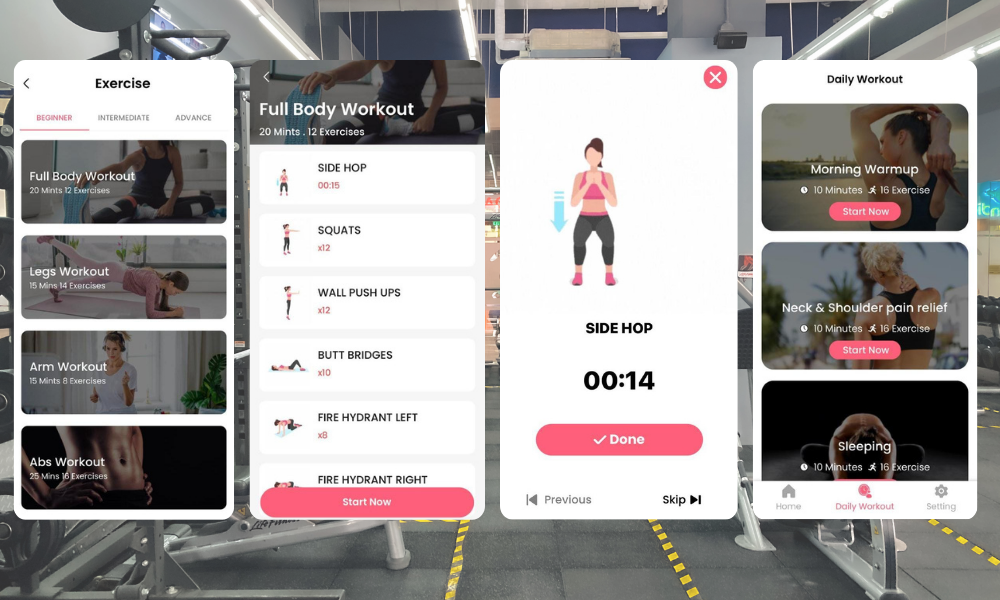 Exercise
BEGINNER INTERMEDIATE ADVANCE
Full Body Workout
20 Mints 12 Exercises
Legs Workout
15 Mins 14 Exercises
Arm Workout
15 Mints 8 Exercises
Abs Workout
25 Mins 16 Exercises
Full Body Workout
20 Mints . 12 Exercises
SIDE HOP
00:15
SQUATS
x12
WALL PUSH UPS
x12
BUTT BRIDGES
x10
FIRE HYDRANT LEFT
x8
FIRE HYDRANT RIGHT
Start Now
SIDE HOP
00:14
Done
Previous Skip
Daily Workout
Morning Warmup
10 Minutes 16 Exercise
Start Now
Neck & Shoulder pain relief
10 Minutes 16 Exercise
Start Now
Sleeping
10 Minutes 16 Exercise
Home Daily Workout Setting